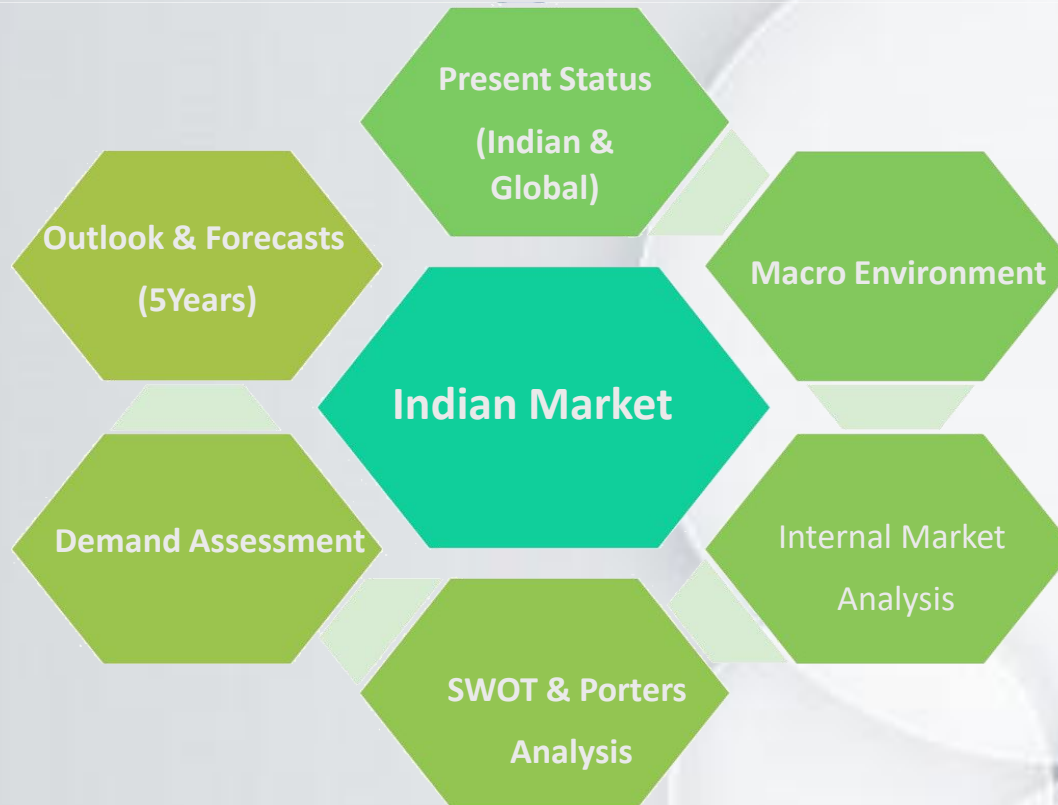 Present Status
(Indian &
Global)
Outlook & Forecasts
(5Years)
Macro Environment
Indian Market
Demand Assessment
Internal Market
Analysis
SWOT & Porters
Analysis